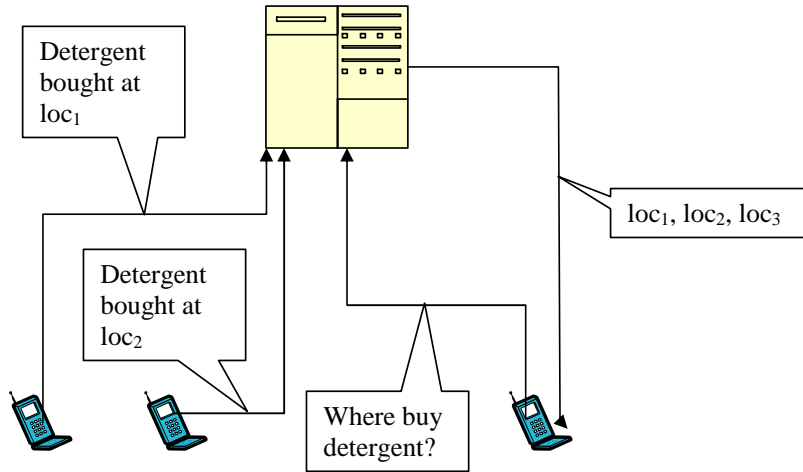 Detergent
bought at
loc₁
loc₁, loc₂, loc₃
Detergent
bought at
loc₂
Where buy
detergent?